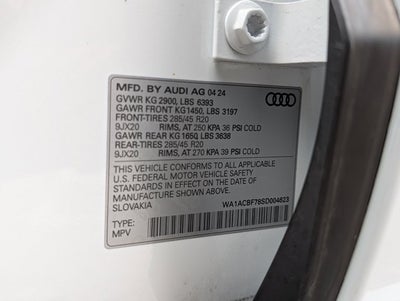 MFD. BY AUDI AG 04 24
GVWR KG 2900, LBS 6393
GAWR FRONT KG1450, LBS 3197
FRONT-TIRES 285/45 R20
9JX20 RIMS, AT 250 KPA 36 PSI COLD
GAWR REAR KG 1650, LBS 3638
REAR-TIRES 285/45 R20
9JX20 RIMS, AT 270 KPA 39 PSI COLD
THIS VEHICLE CONFORMS TO ALL APPLICABLE
U.S. FEDERAL MOTOR VEHICLE SAFETY
STANDARDS IN EFFECT ON THE DATE OF
MANUFACTURE SHOWN ABOVE.
SLOVAKIA WA1ACBF76SD004623
TYPE:
MPV